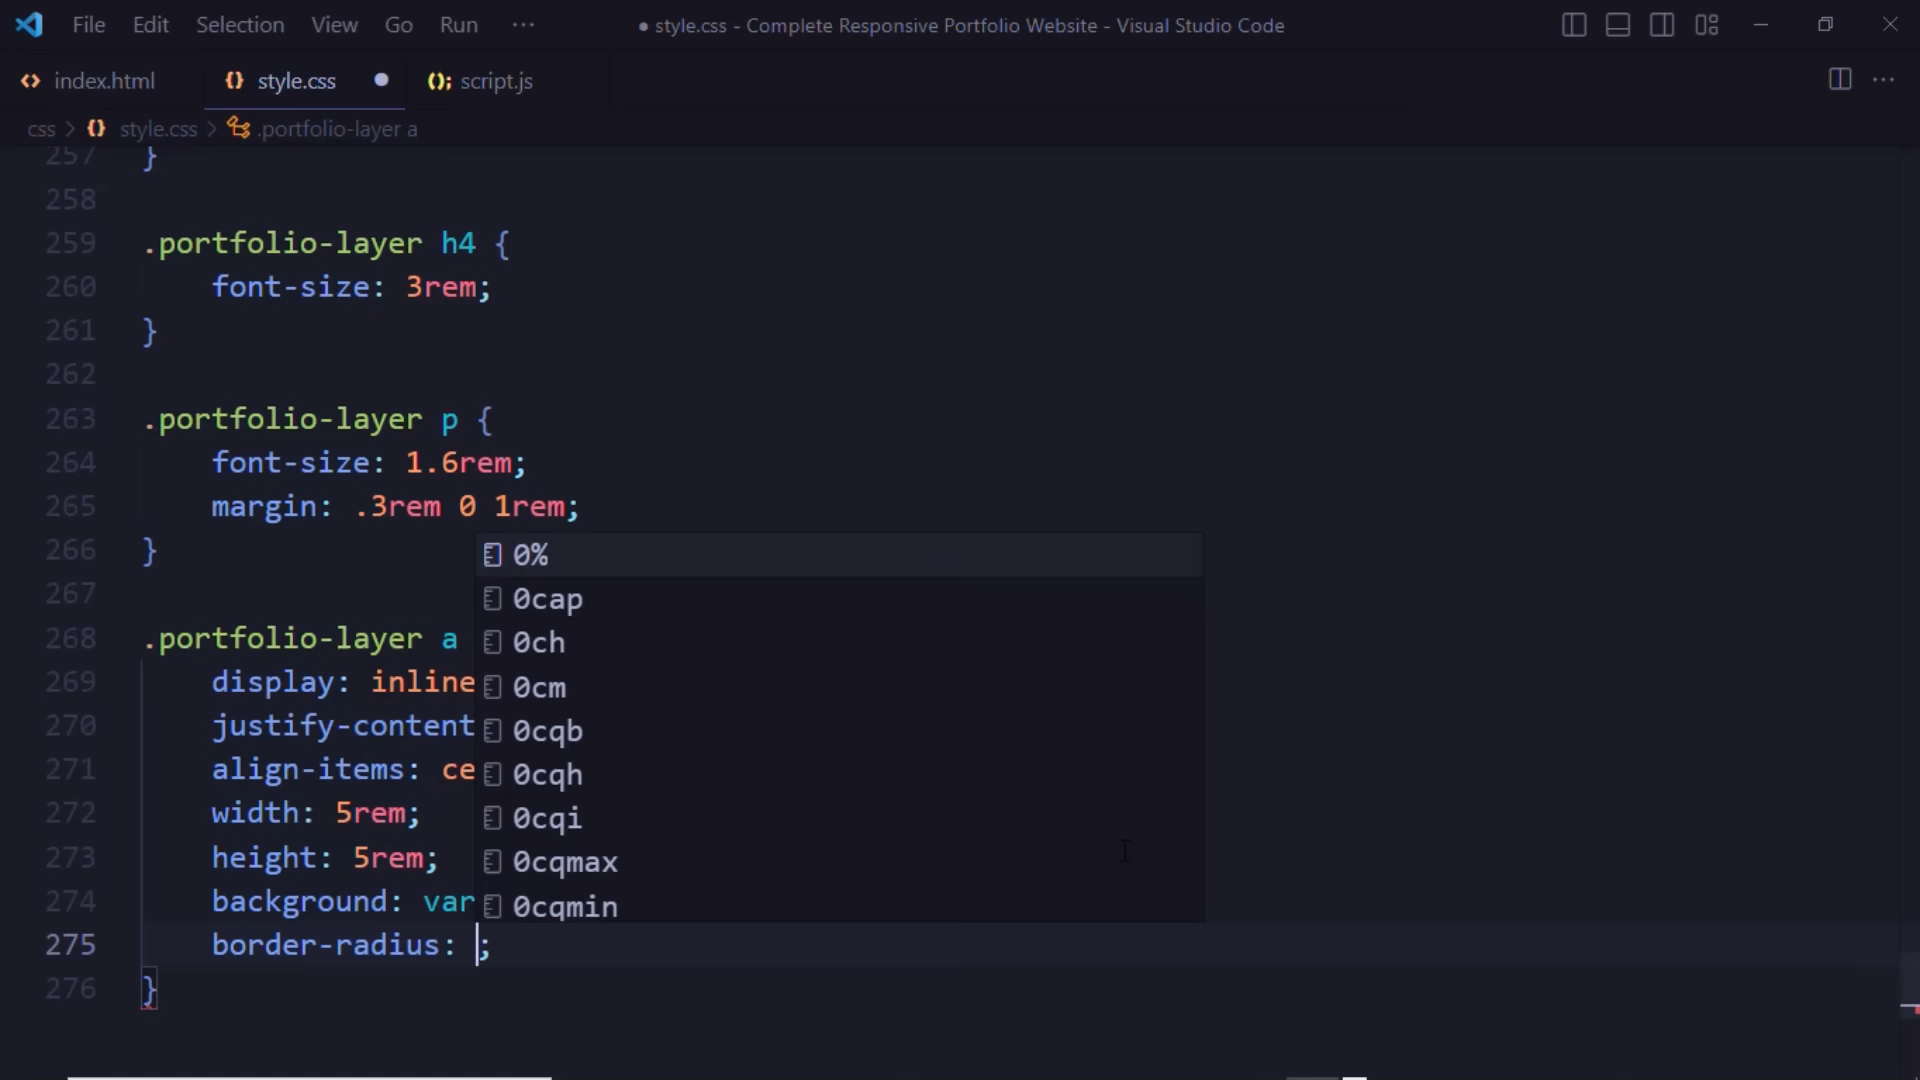 File Edit Selection View Go Run ··· ● style.css - Complete Responsive Portfolio Website - Visual Studio Code
index.html {} style.css ● (); script.js
css > {} style.css > .portfolio-layer a
257 }
258
259 .portfolio-layer h4 {
260 font-size: 3rem;
261 }
262
263 .portfolio-layer p {
264 font-size: 1.6rem;
265 margin: .3rem 0 1rem;
266 }
267
268 .portfolio-layer a
269 display: inline
270 justify-content
271 align-items: ce
272 width: 5rem;
273 height: 5rem;
274 background: var
275 border-radius: ;
276 }
0%
0cap
0ch
0cm
0cqb
0cqh
0cqi
0cqmax
0cqmin